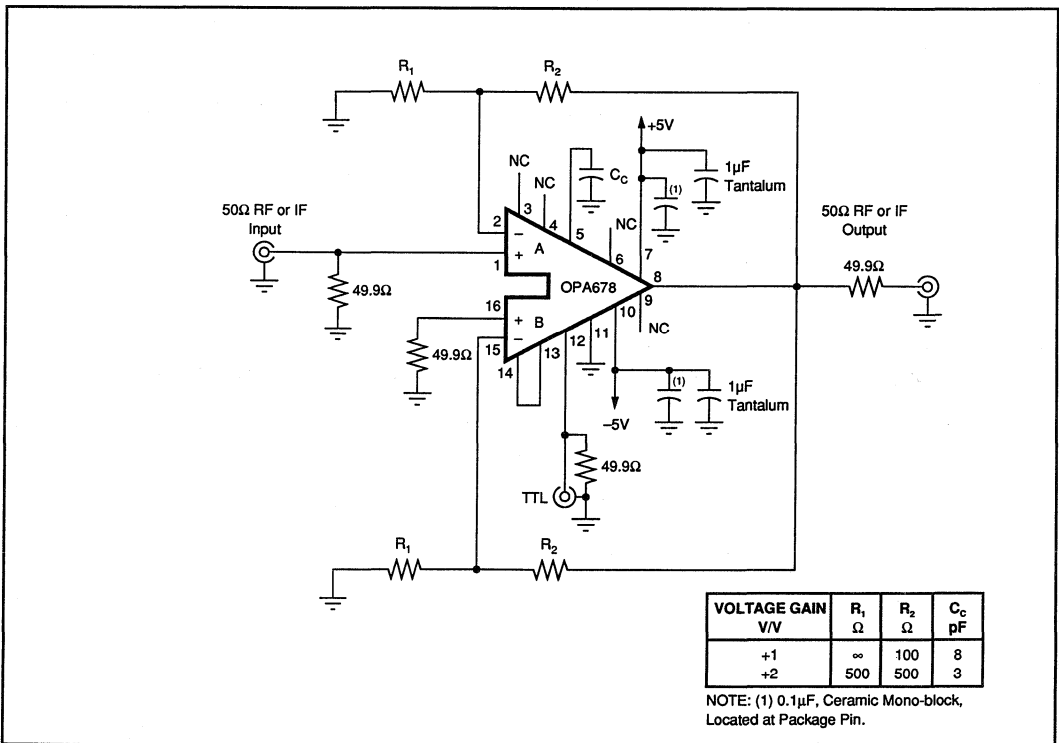 R₁
R₂
+5V
1μF
Tantalum
NC
NC
C_C
(1)
NC
50Ω RF or IF
Input
50Ω RF or IF
Output
2
3
4
5
6
7
−
A
+
1
8
49.9Ω
49.9Ω
OPA678
9
10
NC
16
+
B
11
12
15
−
13
14
49.9Ω
(1)
1μF
Tantalum
–5V
49.9Ω
TTL
R₁
R₂
VOLTAGE GAIN V/V R₁ Ω R₂ Ω C_C pF
+1 ∞ 100 8
+2 500 500 3
NOTE: (1) 0.1μF, Ceramic Mono-block,
Located at Package Pin.